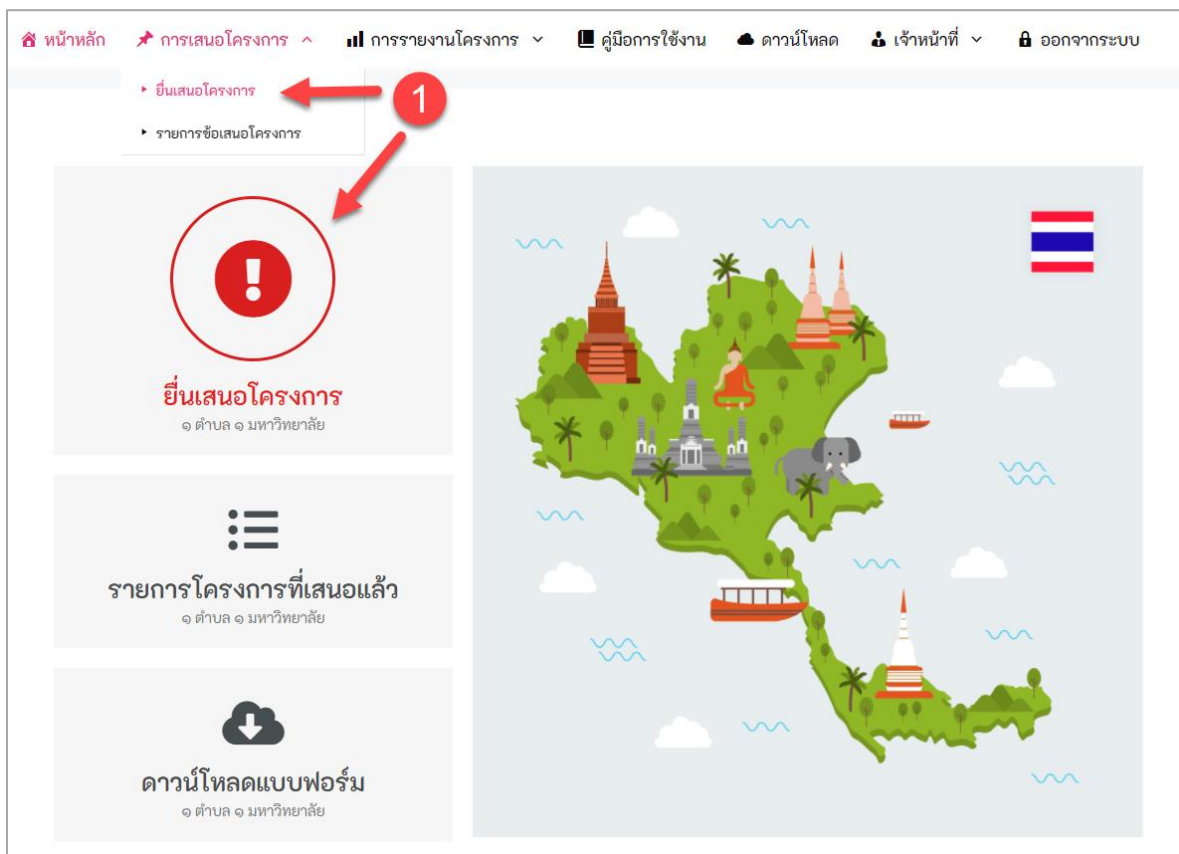 หน้าหลัก การเสนอโครงการ การรายงานโครงการ คู่มือการใช้งาน ดาวน์โหลด เจ้าหน้าที่ ออกจากระบบ
ยื่นเสนอโครงการ
1
รายการข้อเสนอโครงการ
ยื่นเสนอโครงการ
๑ ตำบล ๑ มหาวิทยาลัย
รายการโครงการที่เสนอแล้ว
๑ ตำบล ๑ มหาวิทยาลัย
ดาวน์โหลดแบบฟอร์ม
๑ ตำบล ๑ มหาวิทยาลัย